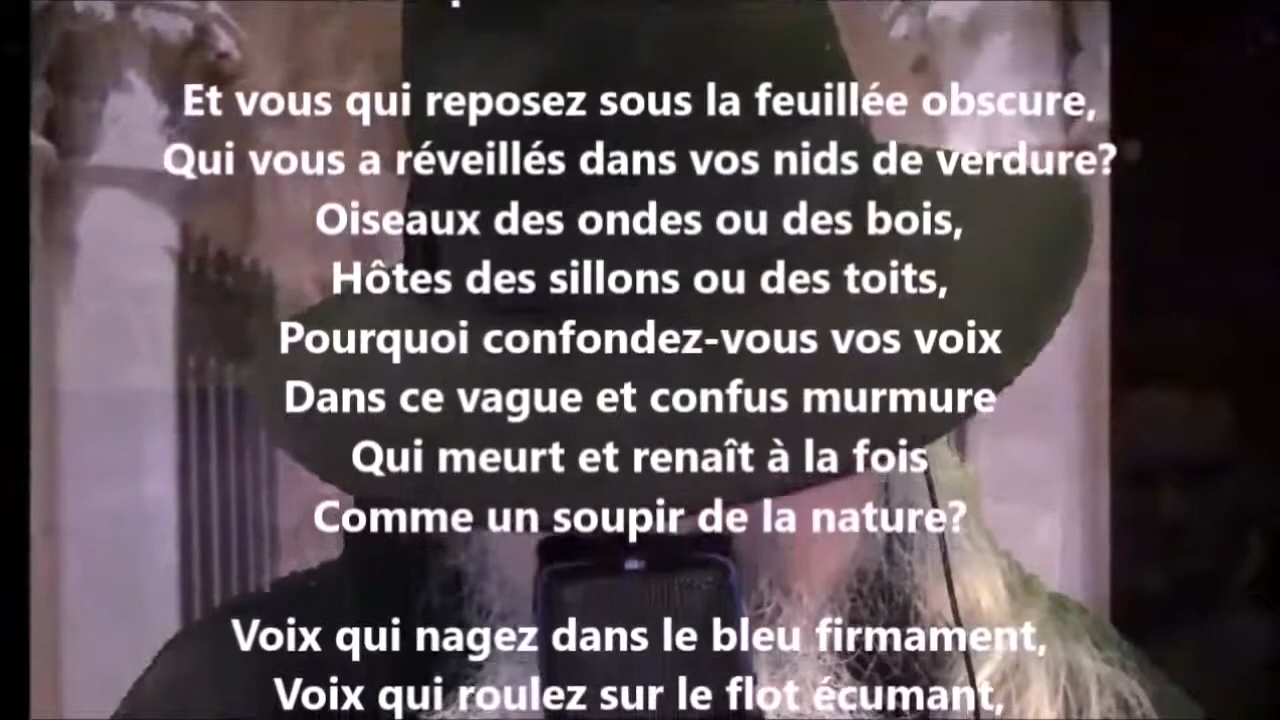 Et vous qui reposez sous la feuillée obscure,
Qui vous a réveillés dans vos nids de verdure?
Oiseaux des ondes ou des bois,
Hôtes des sillons ou des toits,
Pourquoi confondez-vous vos voix
Dans ce vague et confus murmure
Qui meurt et renaît à la fois
Comme un soupir de la nature?
Voix qui nagez dans le bleu firmament,
Voix qui roulez sur le flot écumant,